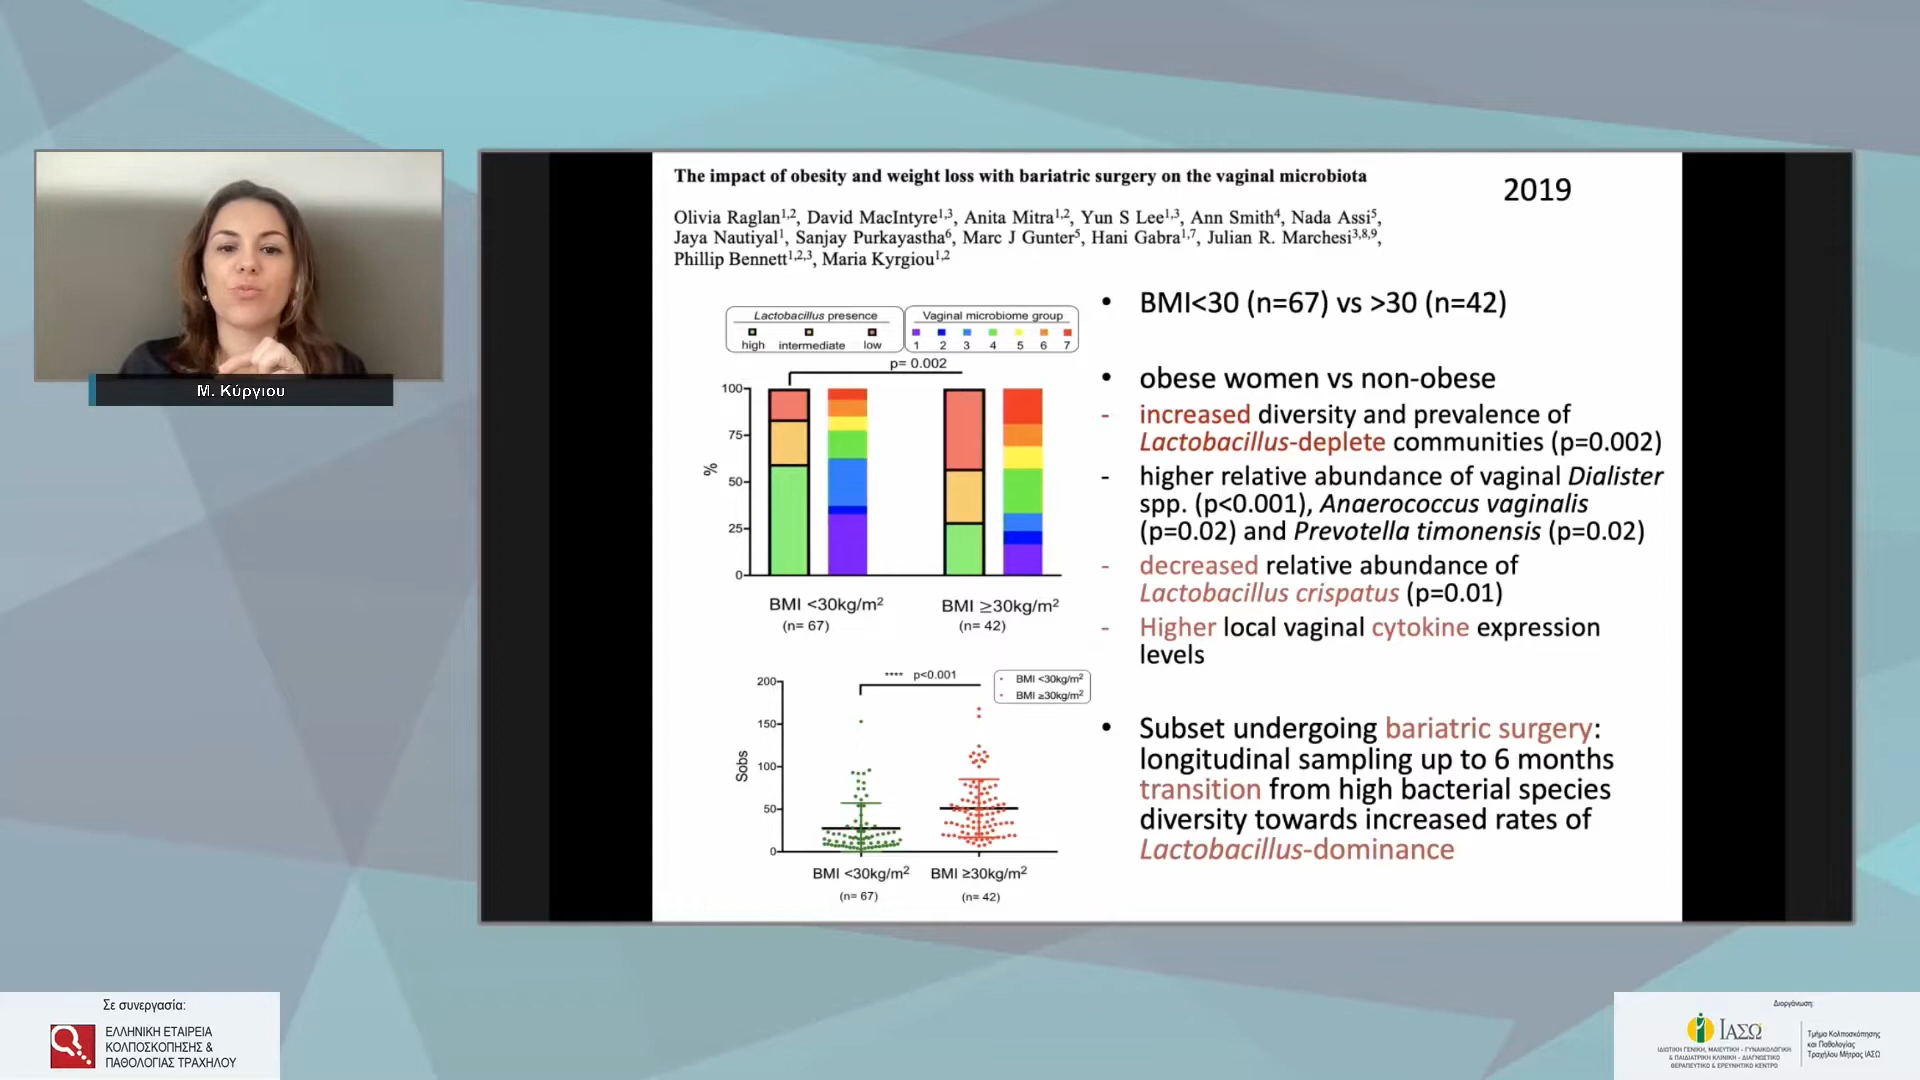 The impact of obesity and weight loss with bariatric surgery on the vaginal microbiota
2019
Olivia Raglan1,2, David MacIntyre1,3, Anita Mitra1,2, Yun S Lee1,3, Ann Smith4, Nada Assi5,
Jaya Nautiyal1, Sanjay Purkayastha6, Marc J Gunter5, Hani Gabra1,7, Julian R. Marchesi3,8,9,
Phillip Bennett1,2,3, Maria Kyrgiou1,2
Μ. Κύργιου
Lactobacillus presence
high intermediate low
Vaginal microbiome group
1 2 3 4 5 6 7
p= 0.002
100
75
50
25
0
%
BMI <30kg/m2
(n= 67)
BMI ≥30kg/m2
(n= 42)
**** p<0.001
• BMI <30kg/m2
• BMI ≥30kg/m2
200
150
100
50
0
Sobs
BMI <30kg/m2
(n= 67)
BMI ≥30kg/m2
(n= 42)
• BMI<30 (n=67) vs >30 (n=42)
• obese women vs non-obese
- increased diversity and prevalence of
Lactobacillus-deplete communities (p=0.002)
- higher relative abundance of vaginal Dialister
spp. (p<0.001), Anaerococcus vaginalis
(p=0.02) and Prevotella timonensis (p=0.02)
- decreased relative abundance of
Lactobacillus crispatus (p=0.01)
- Higher local vaginal cytokine expression
levels
• Subset undergoing bariatric surgery:
longitudinal sampling up to 6 months
transition from high bacterial species
diversity towards increased rates of
Lactobacillus-dominance
Σε συνεργασία:
ΕΛΛΗΝΙΚΗ ΕΤΑΙΡΕΙΑ
ΚΟΛΠΟΣΚΟΠΗΣΗΣ &
ΠΑΘΟΛΟΓΙΑΣ ΤΡΑΧΗΛΟΥ
Διοργάνωση:
ΙΑΣΩ
ΙΔΙΩΤΙΚΗ ΓΕΝΙΚΗ, ΜΑΙΕΥΤΙΚΗ - ΓΥΝΑΙΚΟΛΟΓΙΚΗ
& ΠΑΙΔΙΑΤΡΙΚΗ ΚΛΙΝΙΚΗ - ΔΙΑΓΝΩΣΤΙΚΟ
ΘΕΡΑΠΕΥΤΙΚΟ & ΕΡΕΥΝΗΤΙΚΟ ΚΕΝΤΡΟ
Τμήμα Κολποσκόπησης
και Παθολογίας
Τραχήλου Μήτρας ΙΑΣΩ